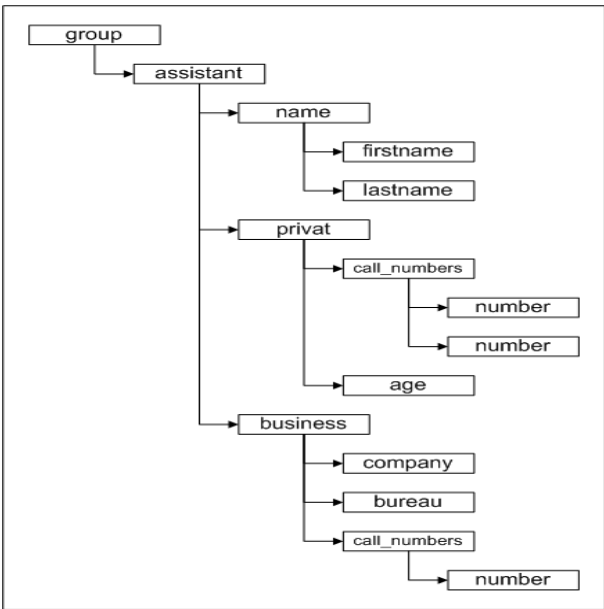 group
assistant
name
firstname
lastname
privat
call_numbers
number
number
age
business
company
bureau
call_numbers
number